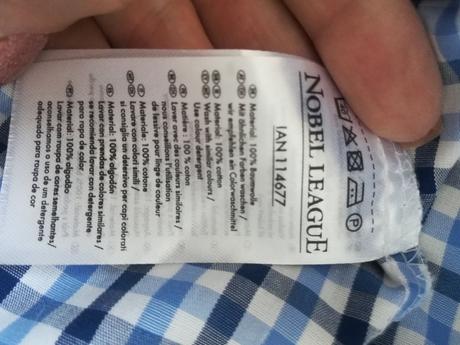 P
NOBEL LEAGUE
IAN 114677
Material: 100% Baumwolle
Mit ähnlichen Farben waschen /
wir empfehlen ein Colorwaschmittel
Material: 100% cotton
Wash with similar colours /
Use colour detergent
Matière: 100 % coton
Laver avec des couleurs similaires /
nous conseillons l'utilisation
de lessive pour linge de couleur
Materiale: 100% cotone
Lavare con colori simili /
si consiglia un detersivo per capi colorati
Material: 100% algodón
Lavar con prendas de colores similares /
se recomienda lavar con detergente
para ropa de color
Material: 100% algodão
Lavar com roupa de cores semelhantes/
aconselhamos o uso de um detergente
adequado para roupa de cor